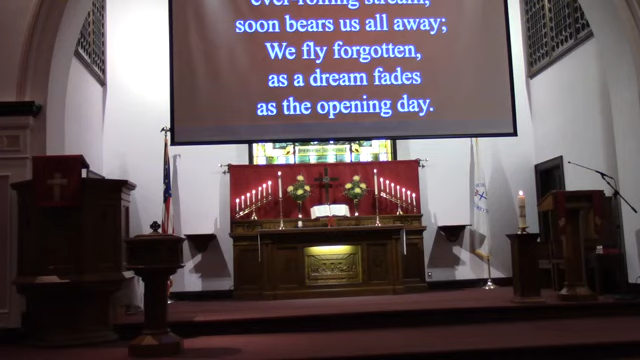 ever-rolling stream,
soon bears us all away;
We fly forgotten,
as a dream fades
as the opening day.